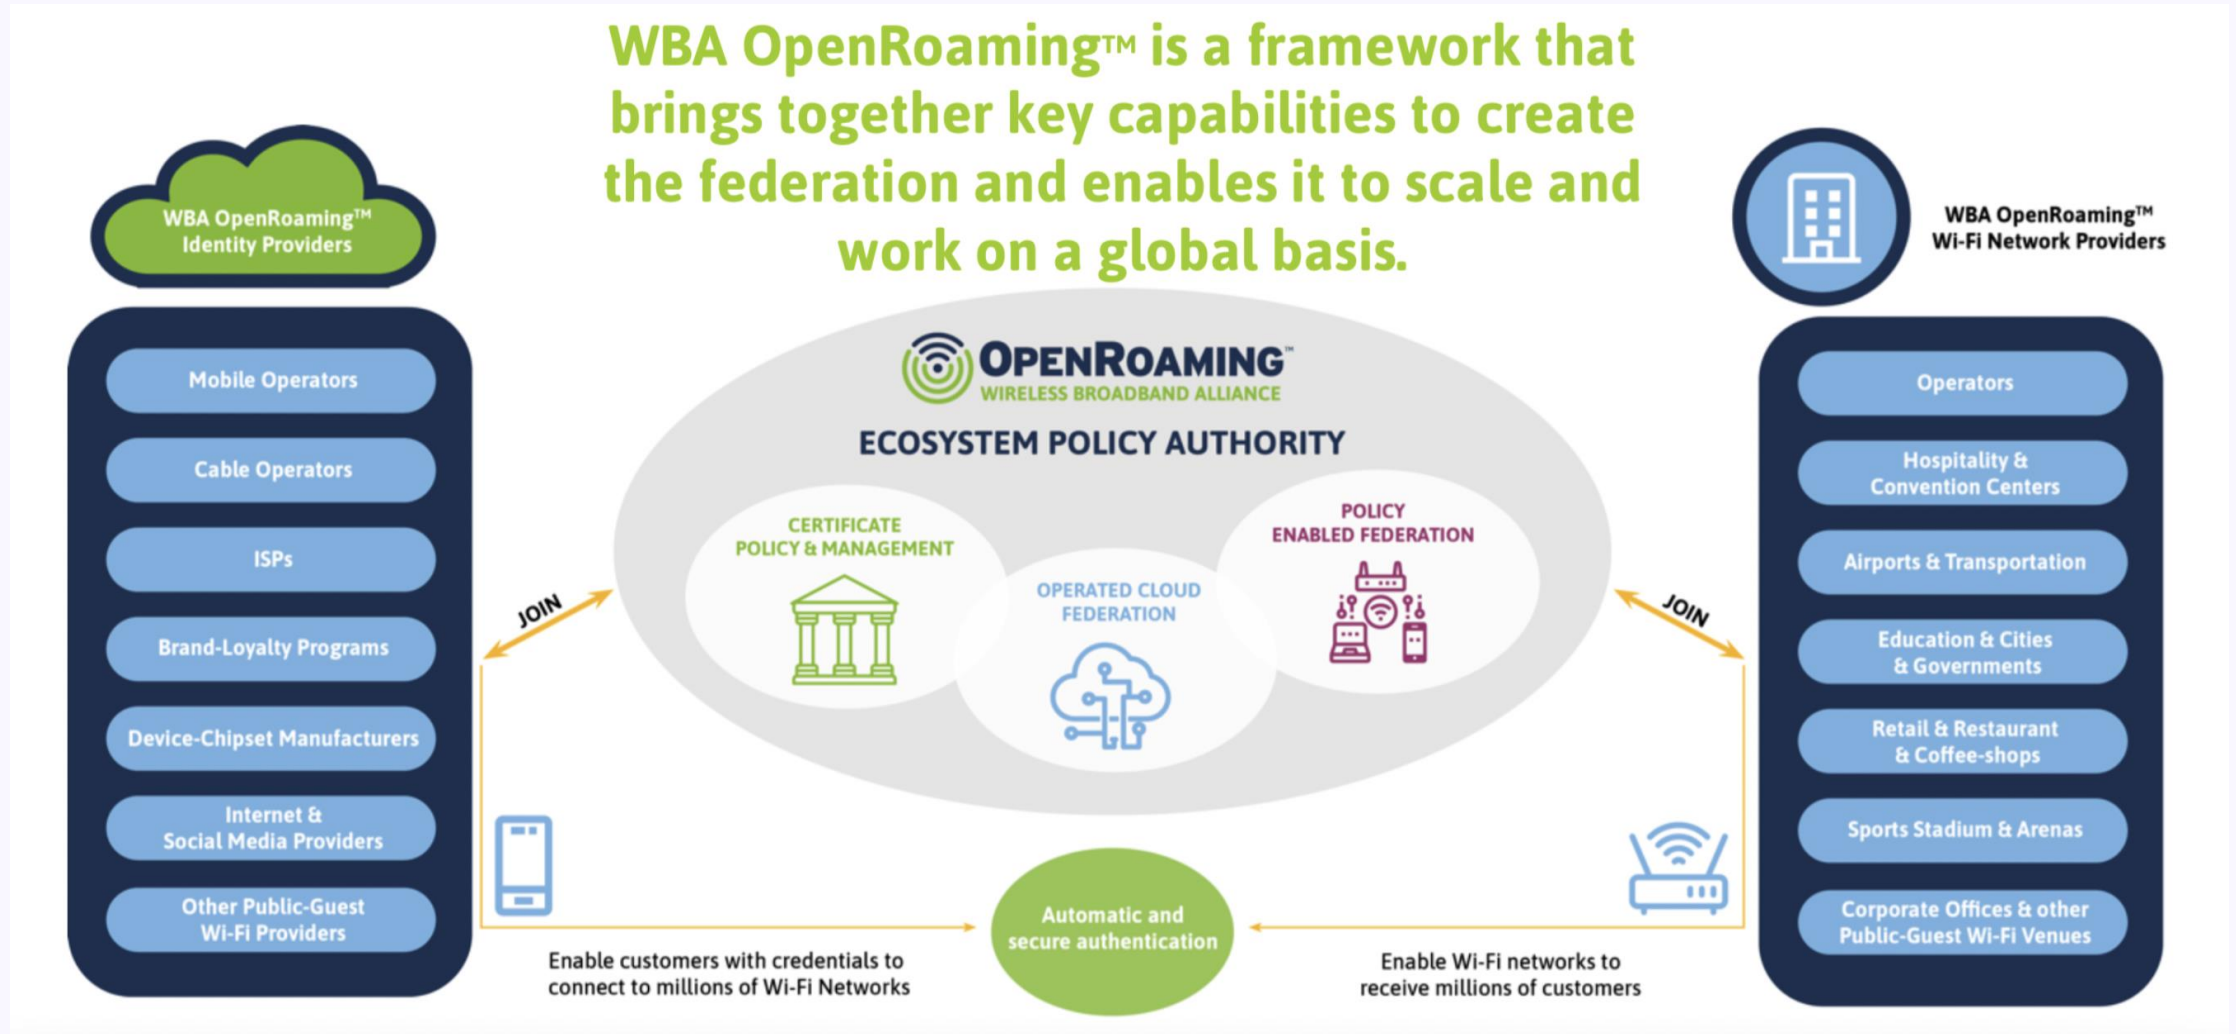 WBA OpenRoaming™ is a framework that
brings together key capabilities to create
the federation and enables it to scale and
work on a global basis.
WBA OpenRoaming™
Identity Providers
Mobile Operators
Cable Operators
ISPs
Brand-Loyalty Programs
Device-Chipset Manufacturers
Internet &
Social Media Providers
Other Public-Guest
Wi-Fi Providers
JOIN
OPENROAMING™
WIRELESS BROADBAND ALLIANCE
ECOSYSTEM POLICY AUTHORITY
CERTIFICATE
POLICY & MANAGEMENT
OPERATED CLOUD
FEDERATION
POLICY
ENABLED FEDERATION
JOIN
WBA OpenRoaming™
Wi-Fi Network Providers
Operators
Hospitality &
Convention Centers
Airports & Transportation
Education & Cities
& Governments
Retail & Restaurant
& Coffee-shops
Sports Stadium & Arenas
Corporate Offices & other
Public-Guest Wi-Fi Venues
Enable customers with credentials to
connect to millions of Wi-Fi Networks
Automatic and
secure authentication
Enable Wi-Fi networks to
receive millions of customers